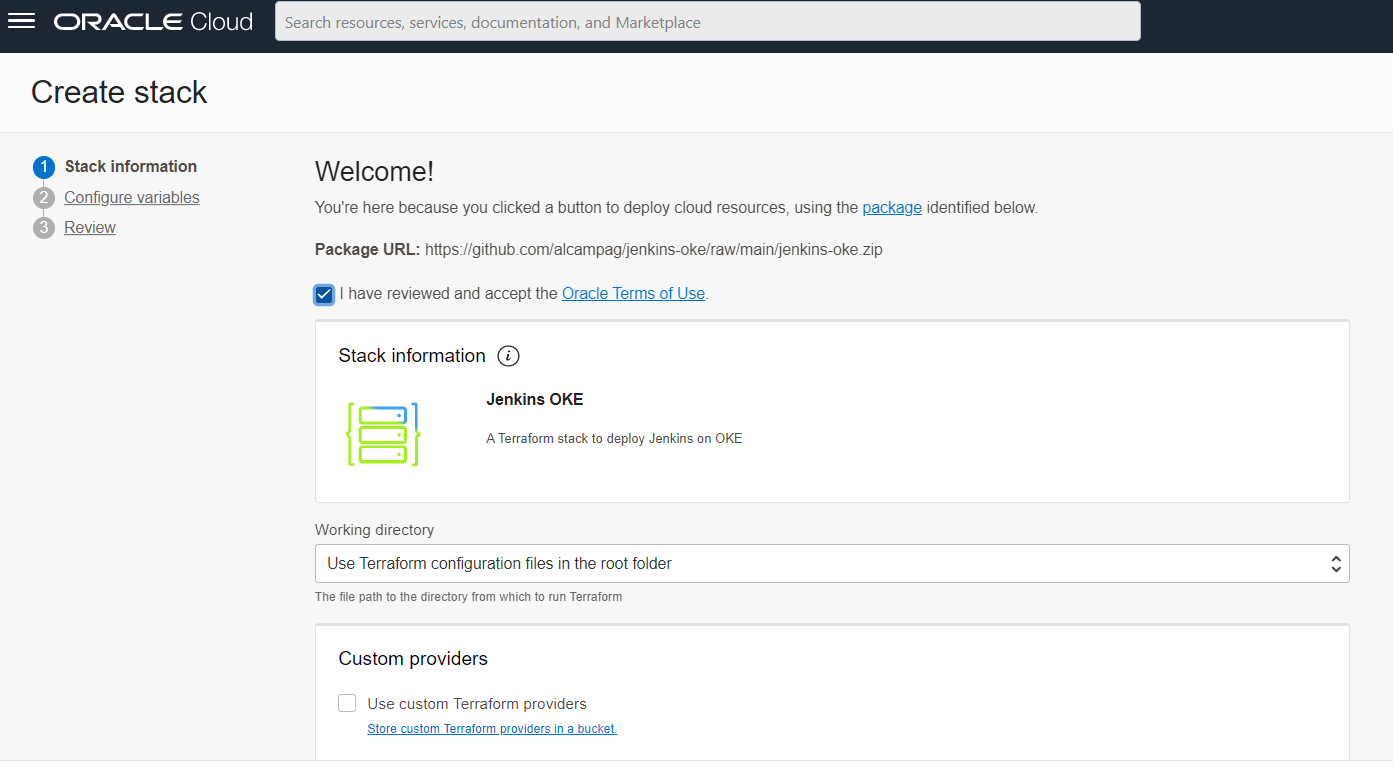 ORACLE Cloud
Search resources, services, documentation, and Marketplace
Create stack
1 Stack information
2 Configure variables
3 Review
Welcome!
You're here because you clicked a button to deploy cloud resources, using the package identified below.
Package URL: https://github.com/alcampag/jenkins-oke/raw/main/jenkins-oke.zip
I have reviewed and accept the Oracle Terms of Use.
Stack information i
Jenkins OKE
A Terraform stack to deploy Jenkins on OKE
Working directory
Use Terraform configuration files in the root folder
The file path to the directory from which to run Terraform
Custom providers
Use custom Terraform providers
Store custom Terraform providers in a bucket.